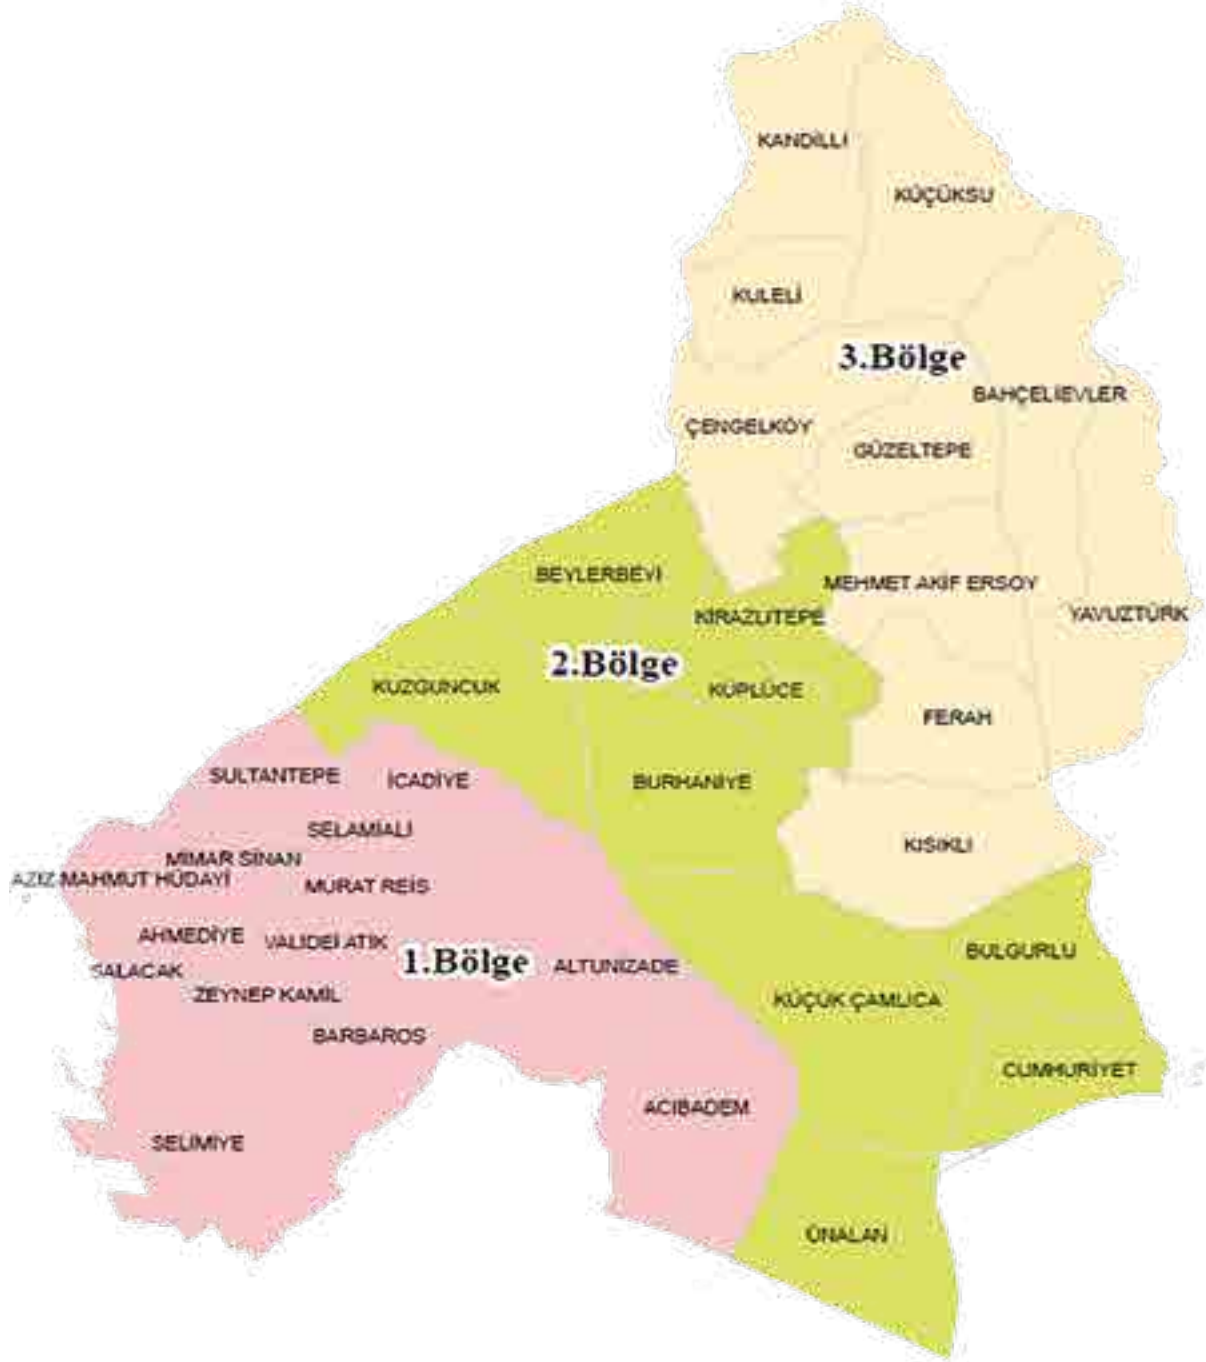 KANDİLLİ
KÜÇÜKSU
KULELİ
3.Bölge
BAHÇELİEVLER
ÇENGELKÖY
GÜZELTEPE
BEYLERBEYİ
MEHMET AKİF ERSOY
KİRAZLITEPE
YAVUZTÜRK
2.Bölge
KUZGUNCUK
KÜPLÜCE
FERAH
SULTANTEPE
İCADİYE
BURHANİYE
SELAMİALİ
KISIKLI
MİMAR SİNAN
AZİZ MAHMUT HÜDAYİ
MURAT REİS
AHMEDİYE
VALİDEİ ATİK
1.Bölge
ALTUNİZADE
BULGURLU
SALACAK
ZEYNEP KAMİL
KÜÇÜK ÇAMLICA
BARBAROS
CUMHURİYET
ACIBADEM
SELİMİYE
ÜNALAN